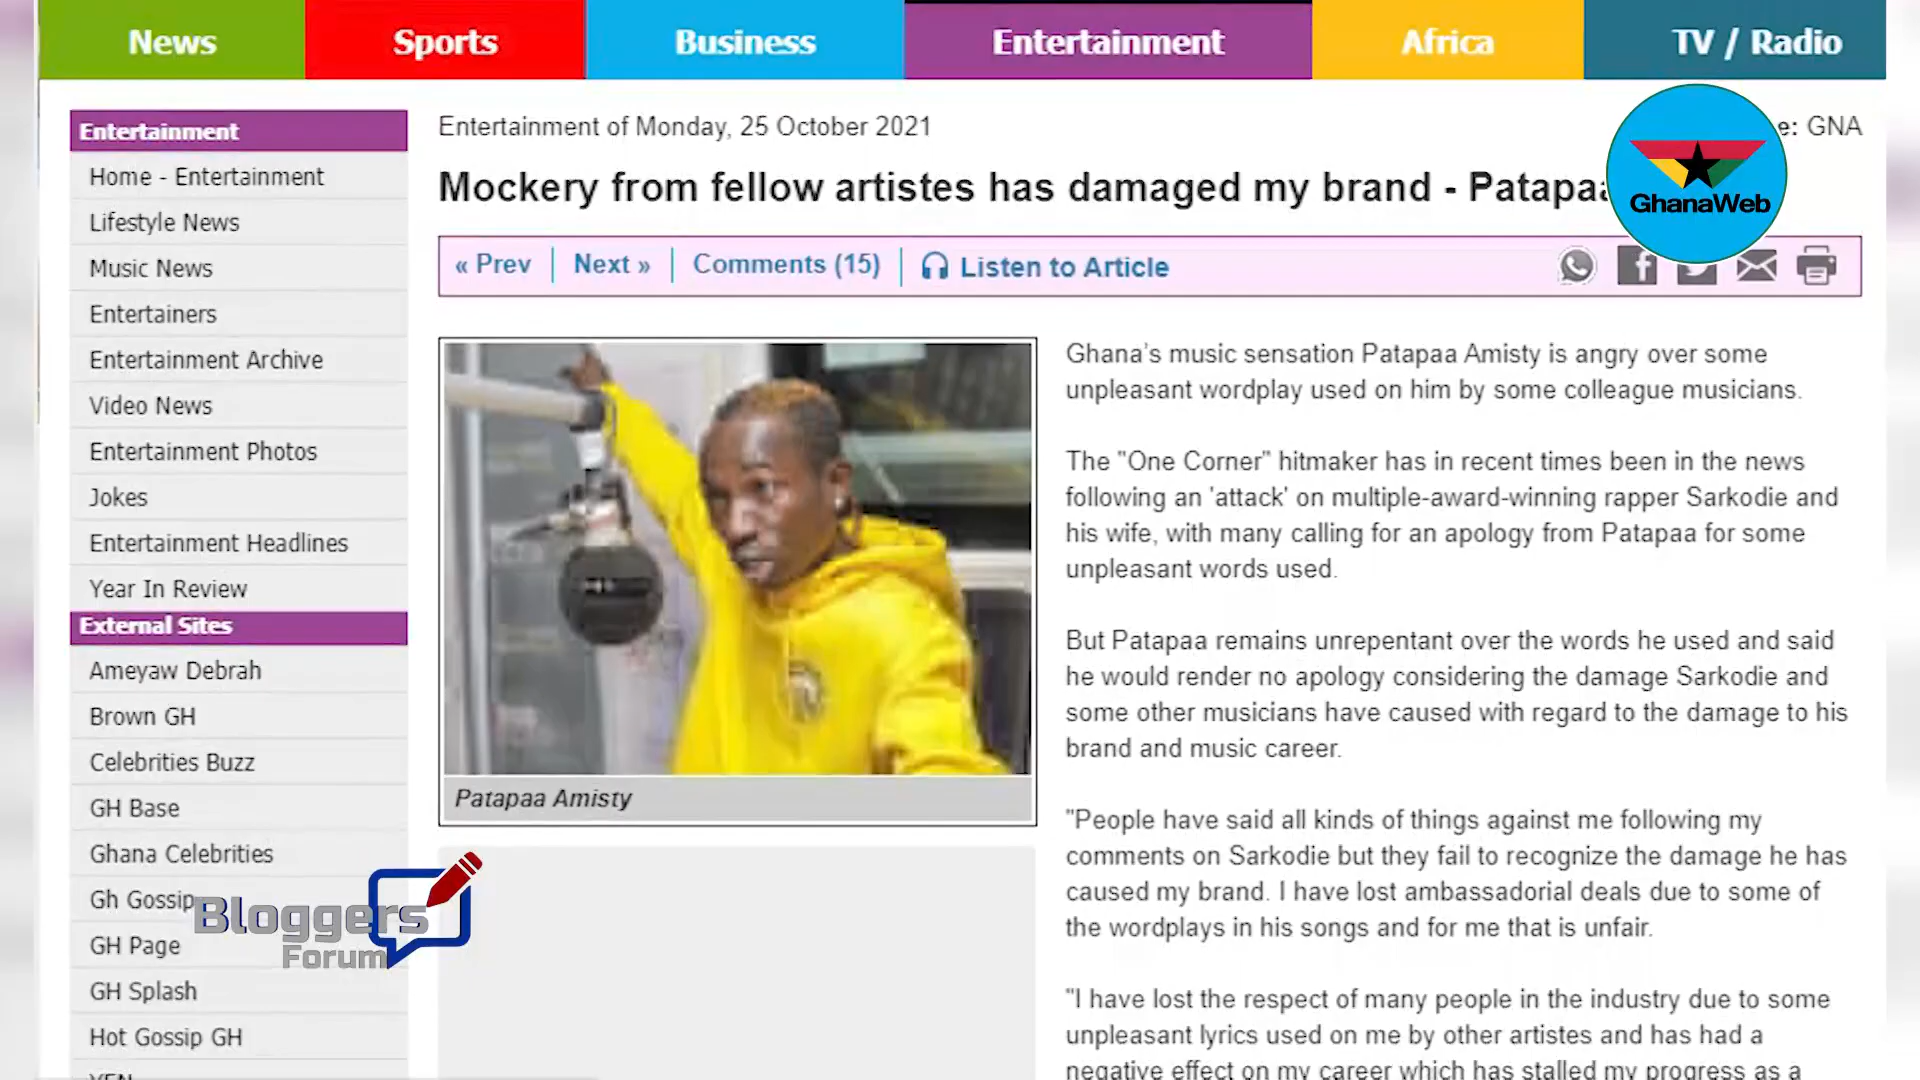 News Sports Business Entertainment Africa TV / Radio
Entertainment
Home - Entertainment
Lifestyle News
Music News
Entertainers
Entertainment Archive
Video News
Entertainment Photos
Jokes
Entertainment Headlines
Year In Review
External Sites
Ameyaw Debrah
Brown GH
Celebrities Buzz
GH Base
Ghana Celebrities
Gh Gossip
GH Page
GH Splash
Hot Gossip GH
Entertainment of Monday, 25 October 2021
e: GNA
Mockery from fellow artistes has damaged my brand - Patapaa
GhanaWeb
« Prev Next » Comments (15) Listen to Article
Patapaa Amisty
Ghana's music sensation Patapaa Amisty is angry over some
unpleasant wordplay used on him by some colleague musicians.
The "One Corner" hitmaker has in recent times been in the news
following an 'attack' on multiple-award-winning rapper Sarkodie and
his wife, with many calling for an apology from Patapaa for some
unpleasant words used.
But Patapaa remains unrepentant over the words he used and said
he would render no apology considering the damage Sarkodie and
some other musicians have caused with regard to the damage to his
brand and music career.
"People have said all kinds of things against me following my
comments on Sarkodie but they fail to recognize the damage he has
caused my brand. I have lost ambassadorial deals due to some of
the wordplays in his songs and for me that is unfair.
"I have lost the respect of many people in the industry due to some
unpleasant lyrics used on me by other artistes and has had a
negative effect on my career which has stalled my progress as a
Bloggers
Forum